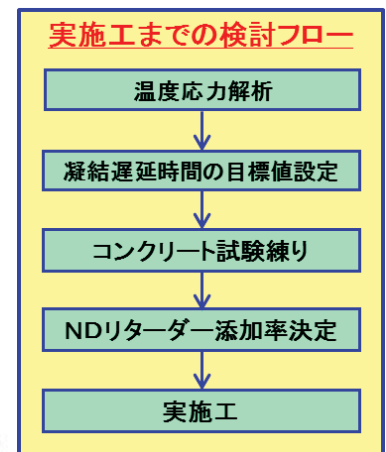 実施工までの検討フロー
温度応力解析
凝結遅延時間の目標値設定
コンクリート試験練り
NDリターダー添加率決定
実施工